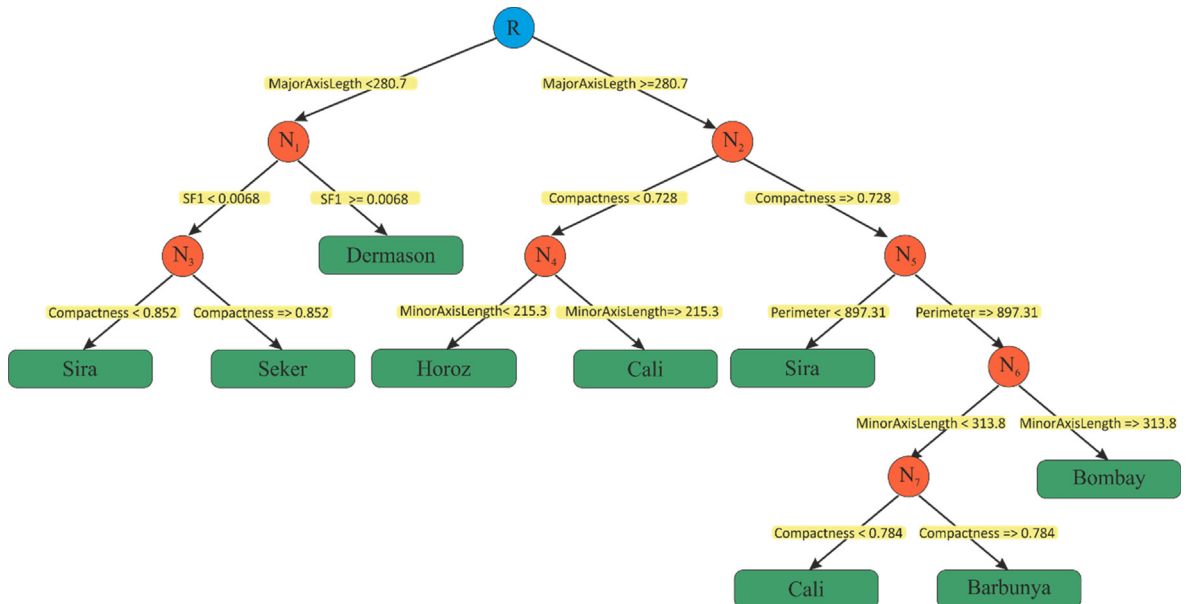 R
MajorAxisLegth <280.7
MajorAxisLegth >=280.7
N1
N2
SF1 < 0.0068
SF1 >= 0.0068
Compactness < 0.728
Compactness => 0.728
N3
Dermason
N4
N5
Compactness < 0.852
Compactness => 0.852
MinorAxisLength< 215.3
MinorAxisLength=> 215.3
Perimeter < 897.31
Perimeter => 897.31
Sira
Seker
Horoz
Cali
Sira
N6
MinorAxisLength < 313.8
MinorAxisLength => 313.8
N7
Bombay
Compactness < 0.784
Compactness => 0.784
Cali
Barbunya